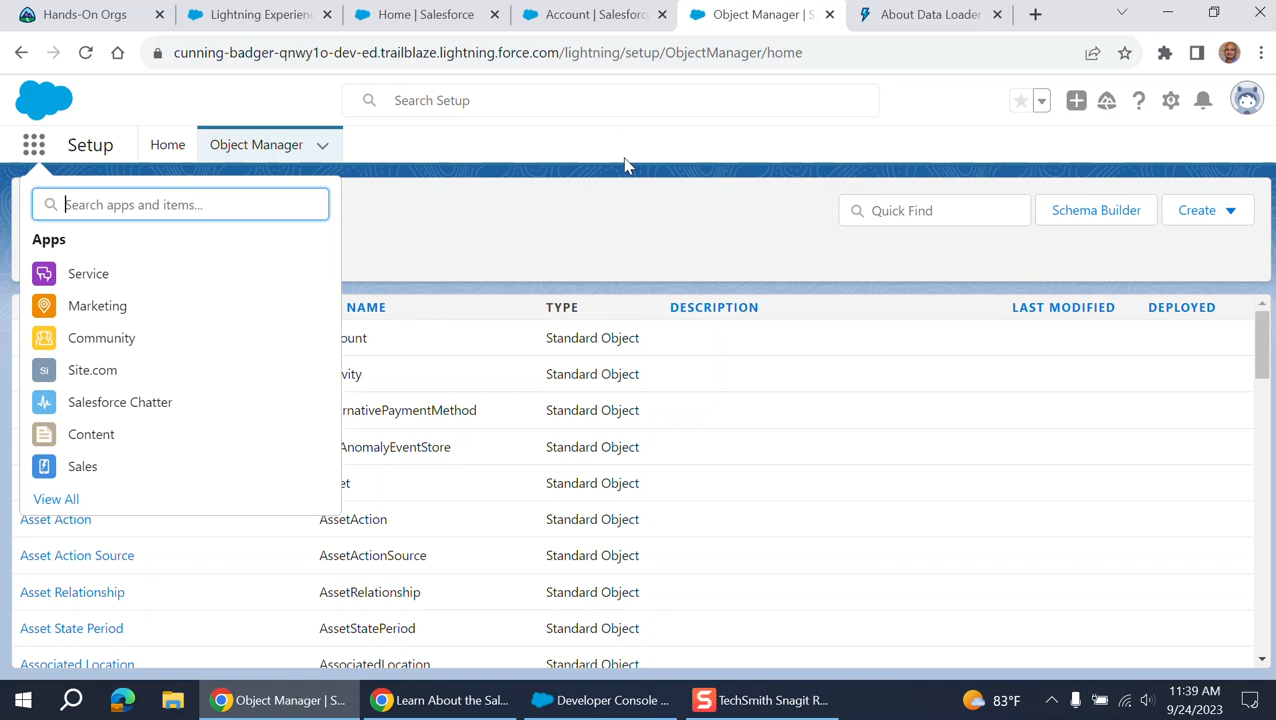 Hands-On Orgs
Lightning Experienc
Home | Salesforce
Account | Salesforc
Object Manager | S
About Data Loader
cunning-badger-qnwy1o-dev-ed.trailblaze.lightning.force.com/lightning/setup/ObjectManager/home
Search Setup
Setup
Home
Object Manager
Search apps and items...
Quick Find
Schema Builder
Create
Apps
Service
Marketing
Community
Si
Site.com
Salesforce Chatter
Content
Sales
View All
NAME
TYPE
DESCRIPTION
LAST MODIFIED
DEPLOYED
ount
Standard Object
ivity
Standard Object
rnativePaymentMethod
Standard Object
AnomalyEventStore
Standard Object
et
Standard Object
Asset Action
AssetAction
Standard Object
Asset Action Source
AssetActionSource
Standard Object
Asset Relationship
AssetRelationship
Standard Object
Asset State Period
AssetStatePeriod
Standard Object
Associated Location
AssociatedLocation
Standard Object
Object Manager | S...
Learn About the Sal...
Developer Console ...
TechSmith Snagit R...
83°F
11:39 AM
9/24/2023